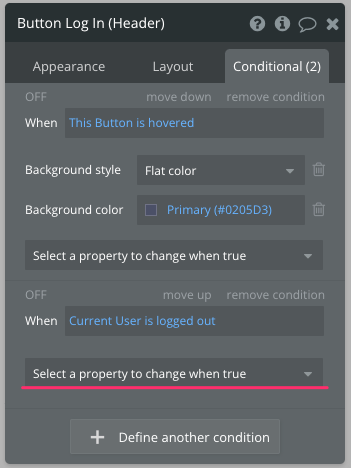 Button Log In (Header)
Appearance Layout Conditional (2)
OFF move down remove condition
When This Button is hovered
Background style Flat color
Background color Primary (#0205D3)
Select a property to change when true
OFF move up remove condition
When Current User is logged out
Select a property to change when true
+ Define another condition